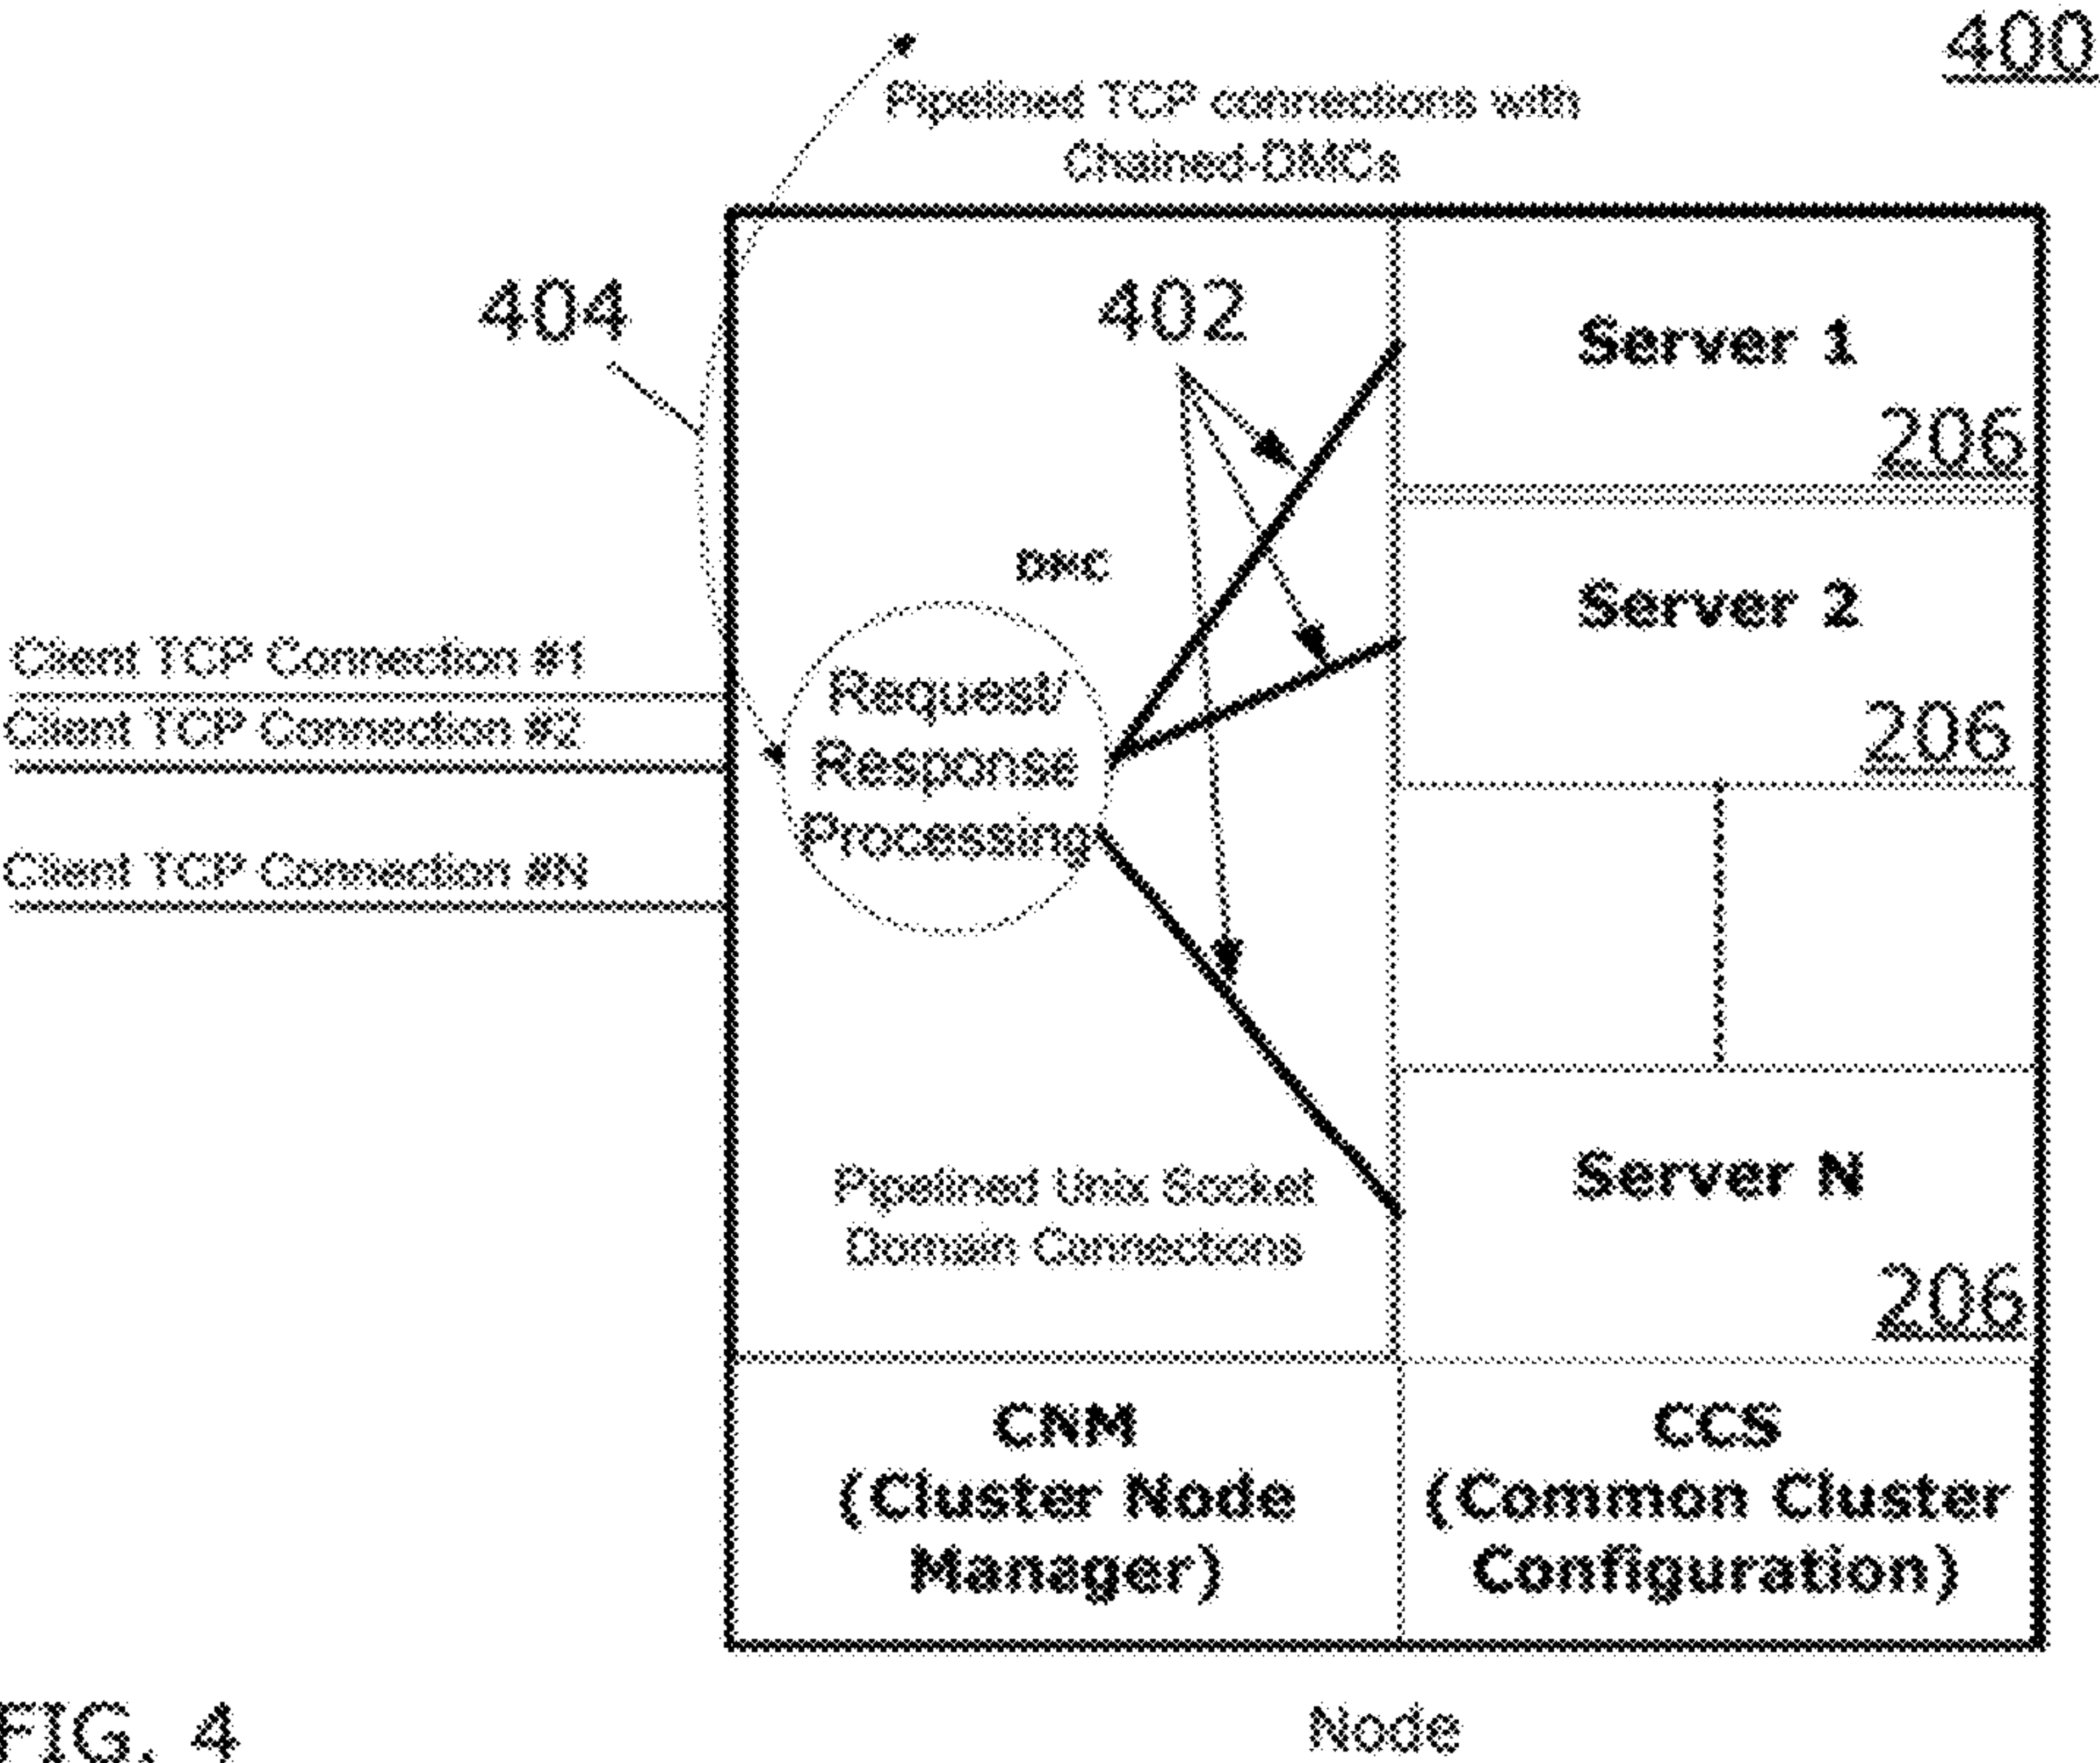 400
Pipelined TCP connections with
Chained-DMCs
404
402
Server 1
206
DMC
Server 2
206
Client TCP Connection #1
Client TCP Connection #2
Client TCP Connection #N
Request/
Response
Processing
Pipelined Unix Socket
Domain Connections
Server N
206
CNM
(Cluster Node
Manager)
CCS
(Common Cluster
Configuration)
FIG. 4
Node